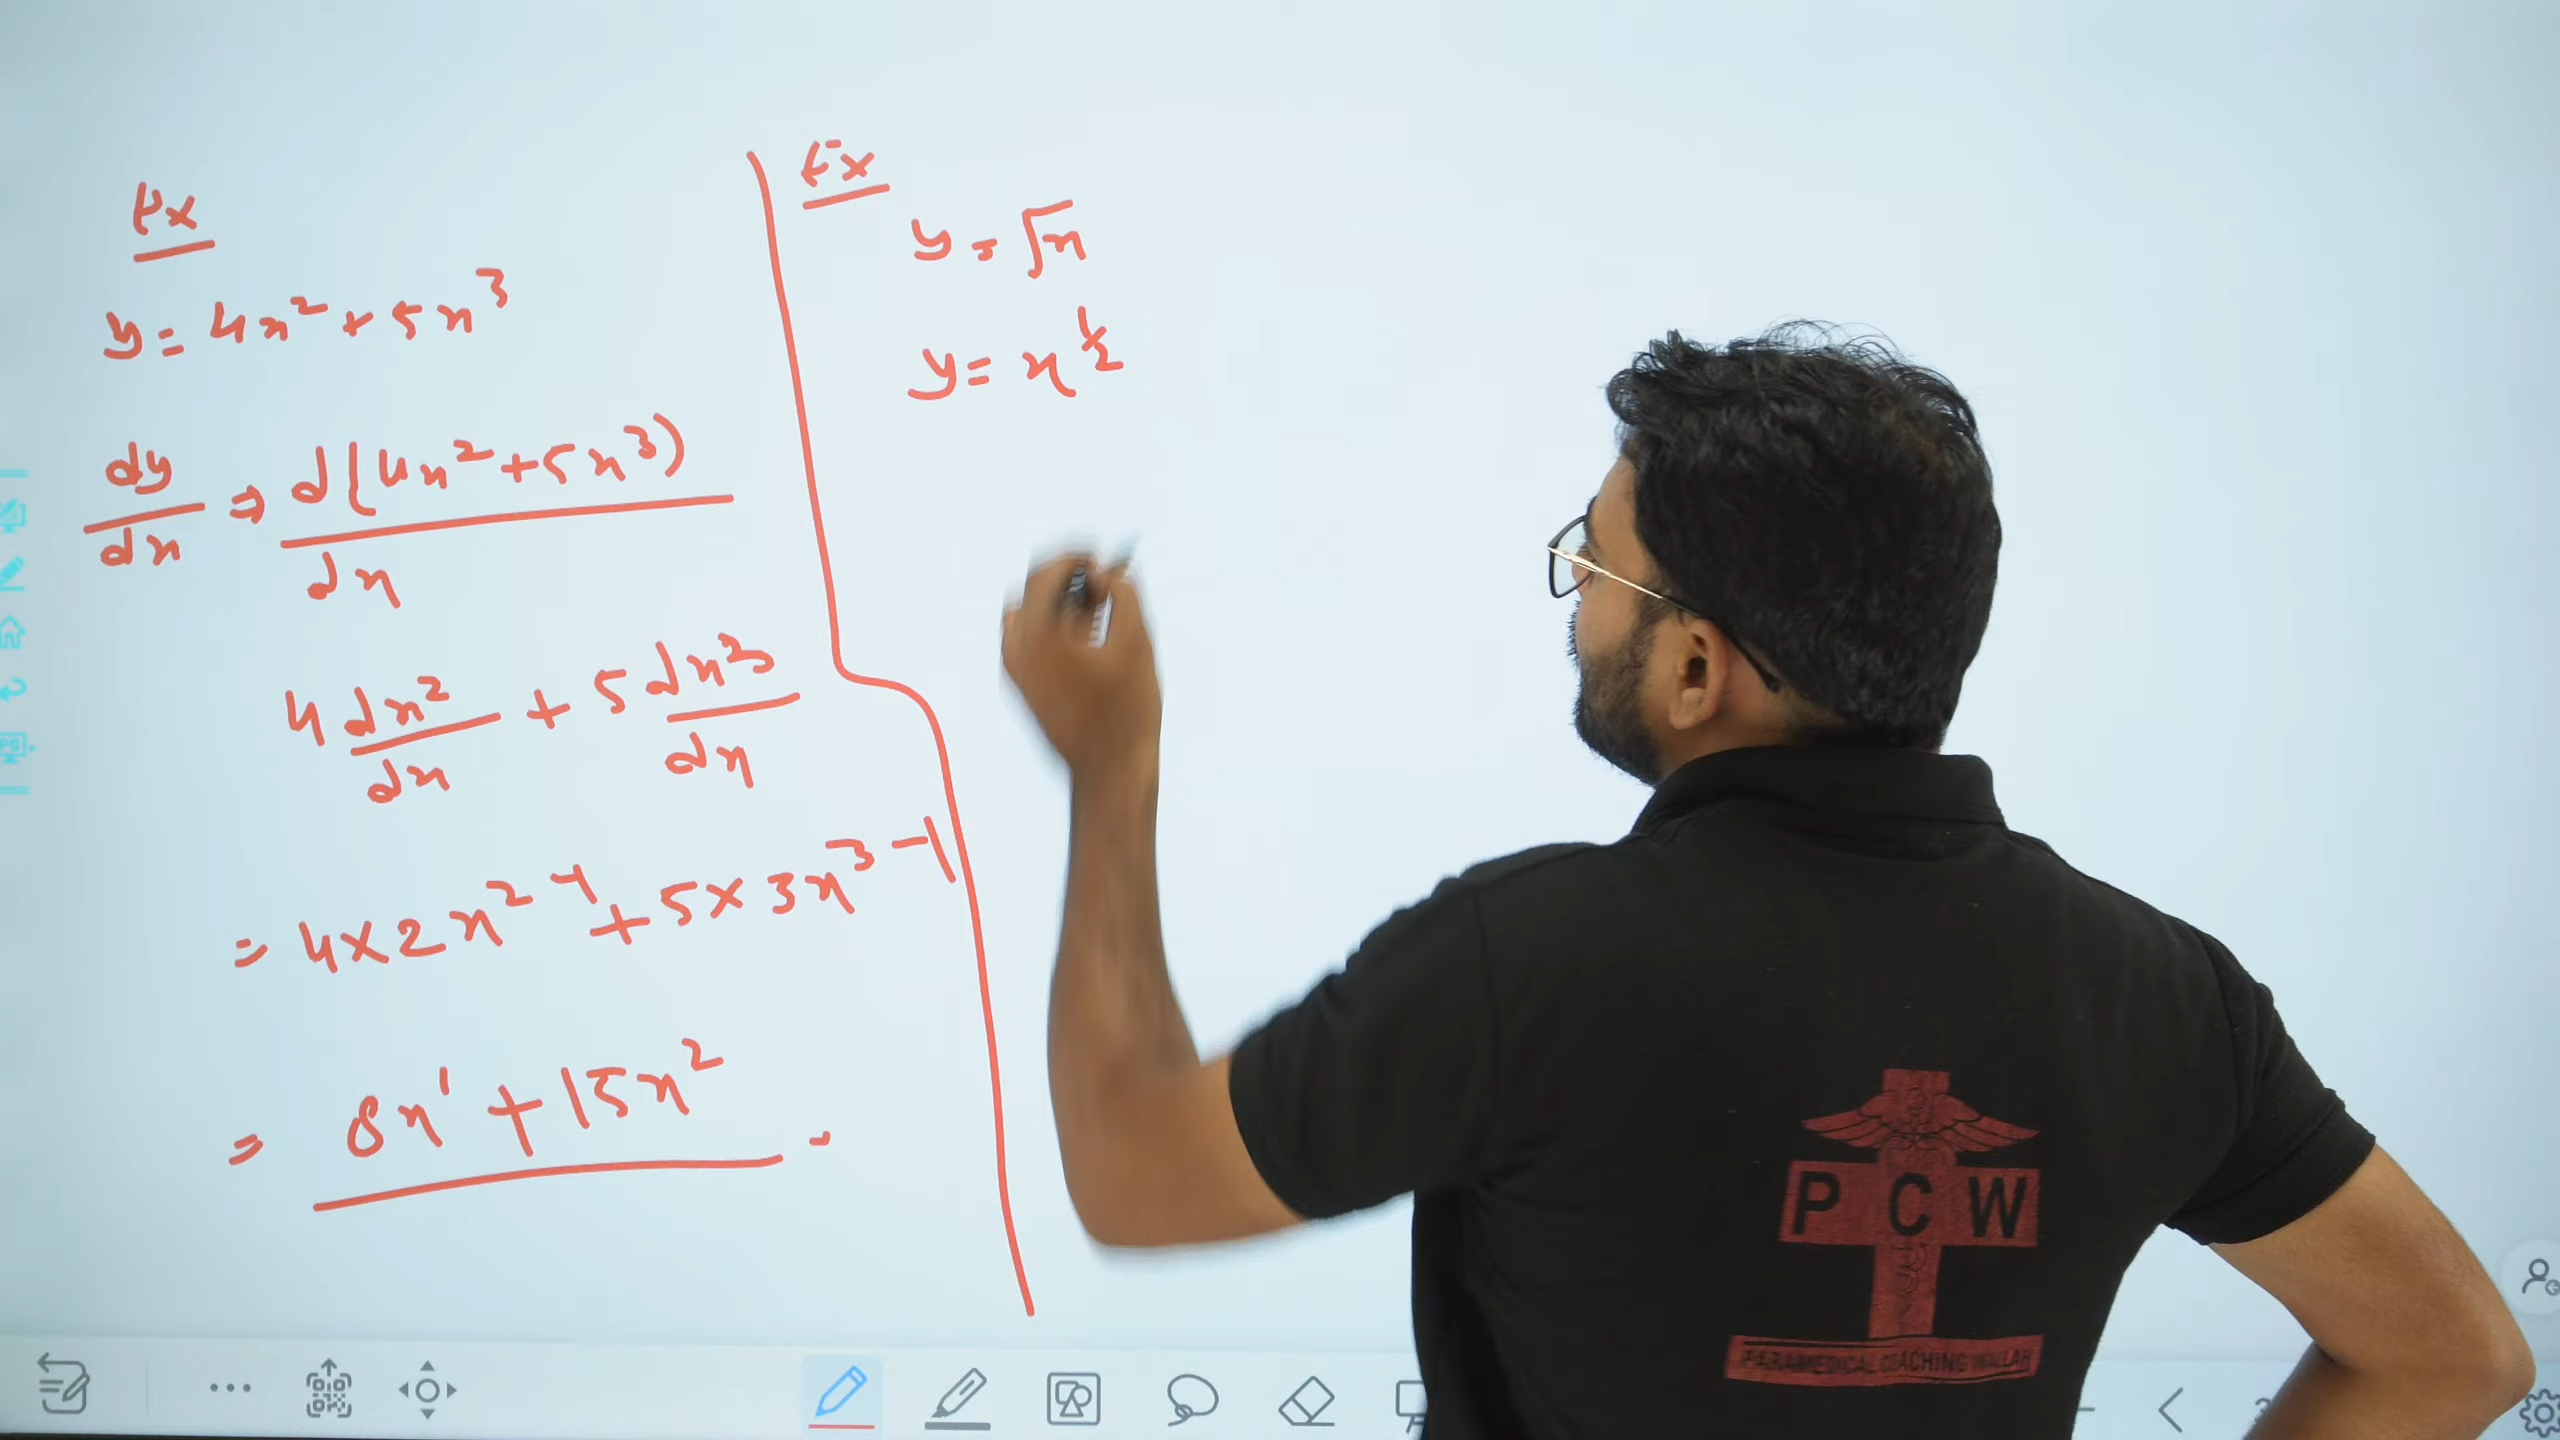 Ex
y = 4x² + 5x³
dy/dx ⇒ d(4x² + 5x³)/dx
4 dx²/dx + 5 dx³/dx
= 4×2x²⁻¹ + 5×3x³⁻¹
= 8x¹ + 15x²
Ex
y = √x
y = x^½
P C W
PARAMEDICAL COACHING WALLAH